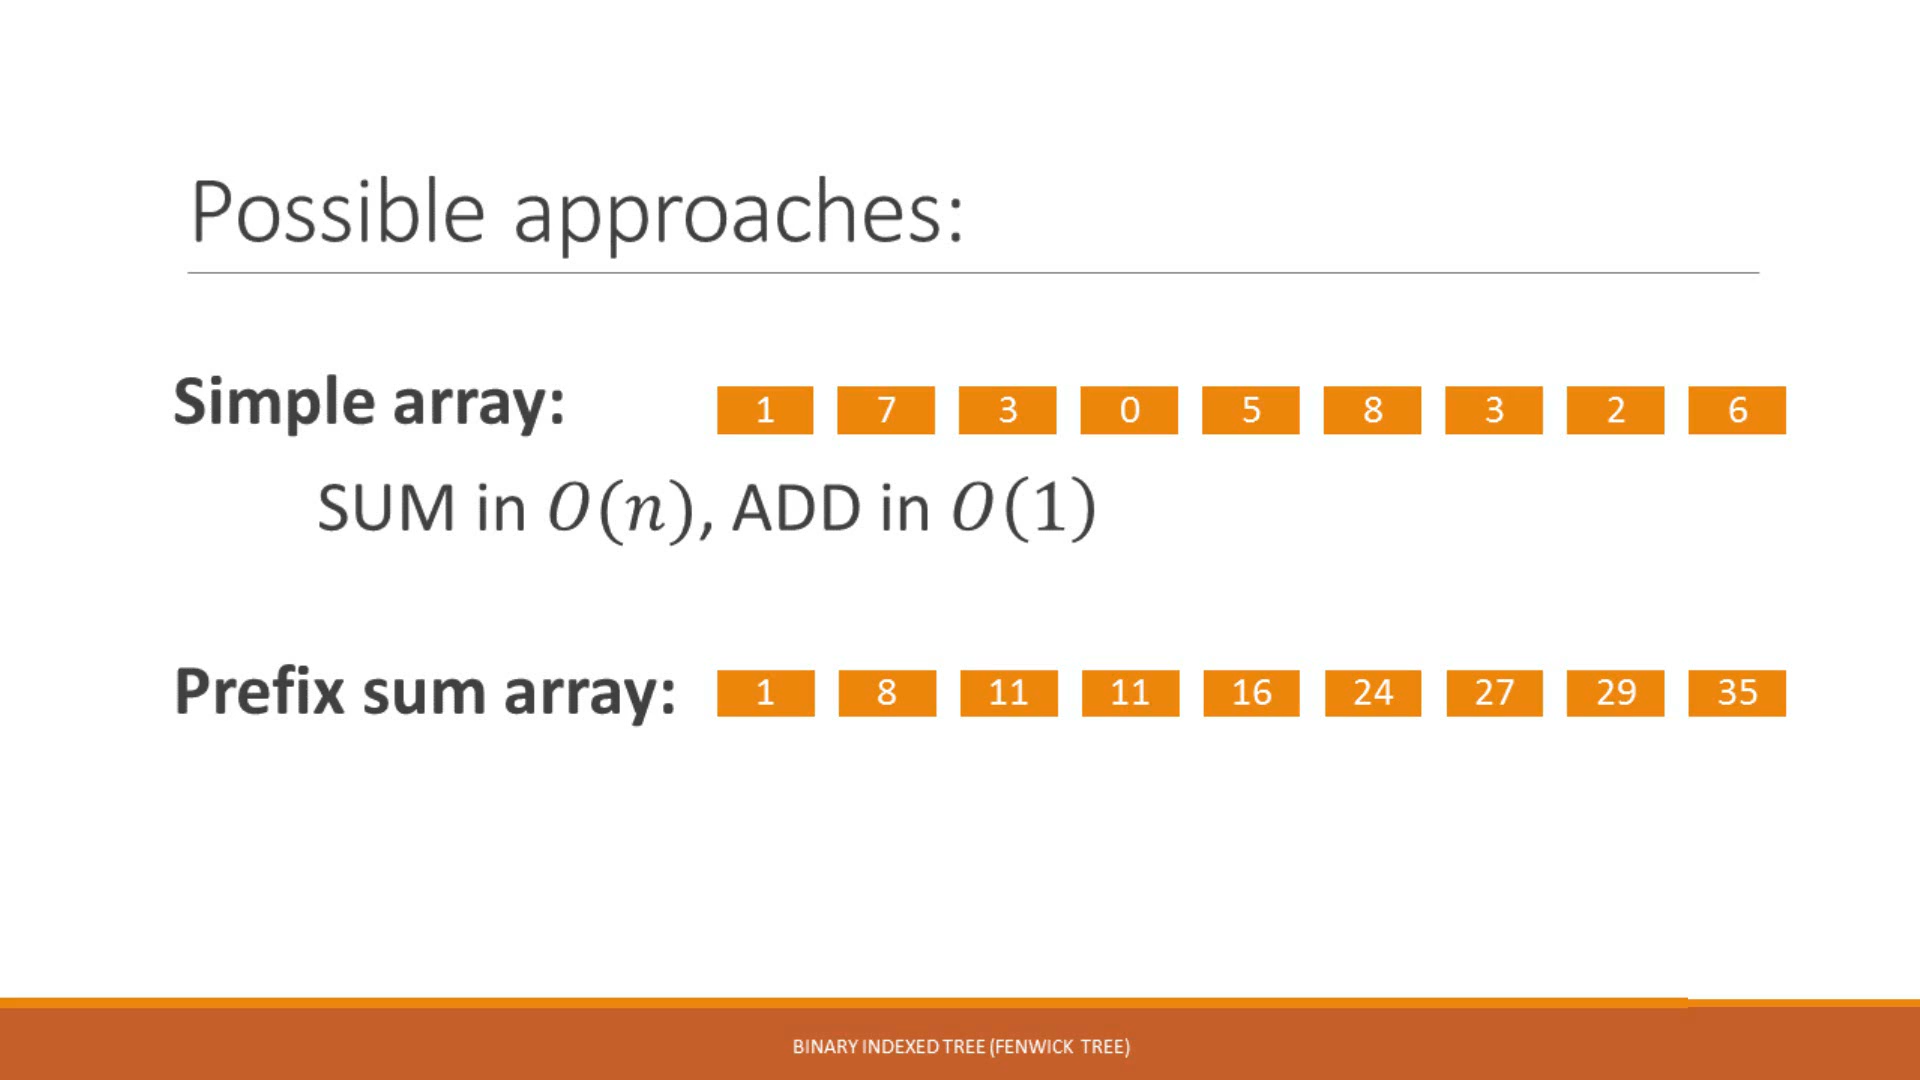 Possible approaches:
Simple array: 1 7 3 0 5 8 3 2 6
SUM in O(n), ADD in O(1)
Prefix sum array: 1 8 11 11 16 24 27 29 35
BINARY INDEXED TREE (FENWICK TREE)